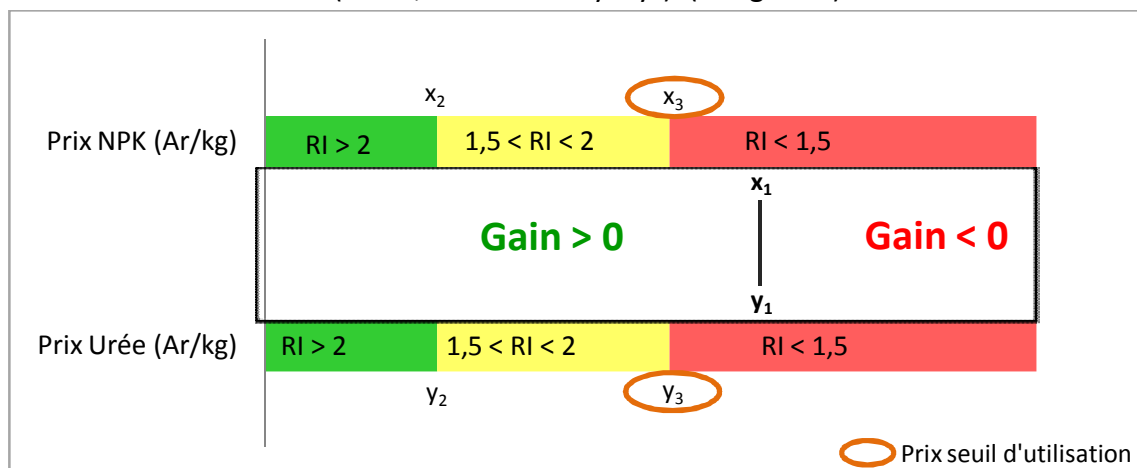 x₂ x₃
Prix NPK (Ar/kg) RI > 2 1,5 < RI < 2 RI < 1,5
x₁
Gain > 0 Gain < 0
y₁
Prix Urée (Ar/kg) RI > 2 1,5 < RI < 2 RI < 1,5
y₂ y₃
Prix seuil d'utilisation